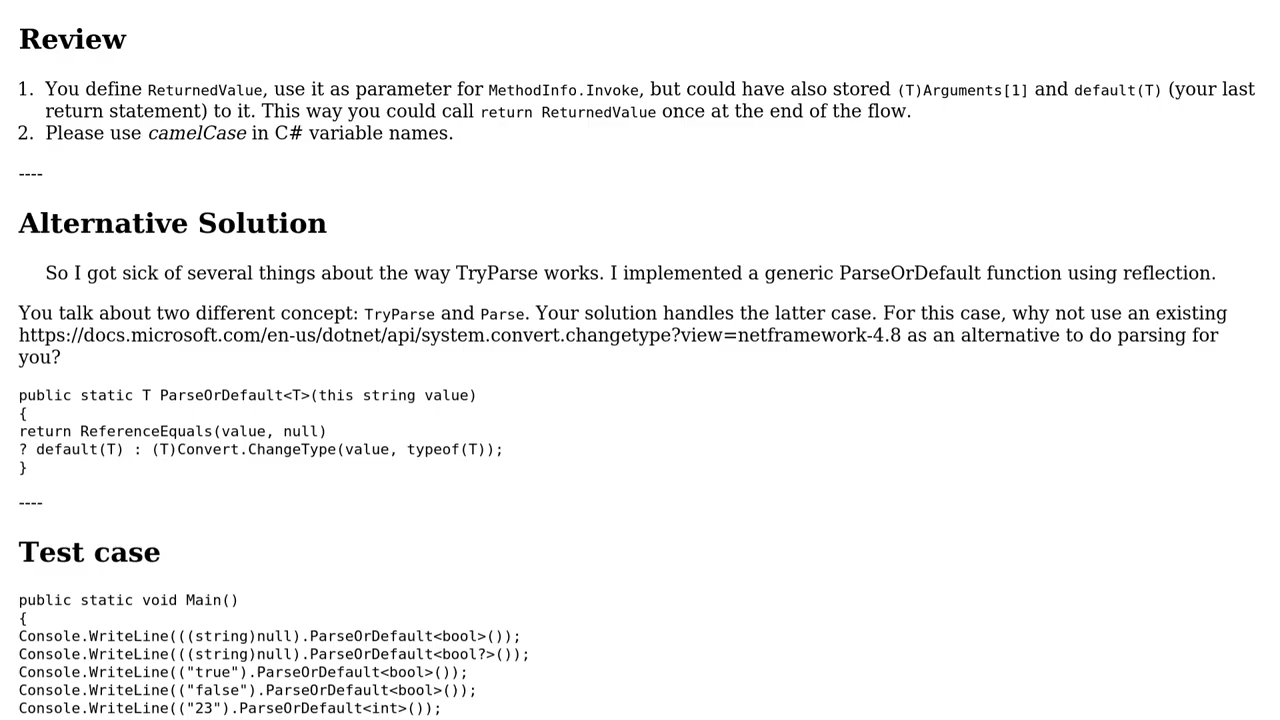 Review
1. You define ReturnedValue, use it as parameter for MethodInfo.Invoke, but could have also stored (T)Arguments[1] and default(T) (your last
return statement) to it. This way you could call return ReturnedValue once at the end of the flow.
2. Please use camelCase in C# variable names.
----
Alternative Solution
So I got sick of several things about the way TryParse works. I implemented a generic ParseOrDefault function using reflection.
You talk about two different concept: TryParse and Parse. Your solution handles the latter case. For this case, why not use an existing
https://docs.microsoft.com/en-us/dotnet/api/system.convert.changetype?view=netframework-4.8 as an alternative to do parsing for
you?
public static T ParseOrDefault<T>(this string value)
{
return ReferenceEquals(value, null)
? default(T) : (T)Convert.ChangeType(value, typeof(T));
}
----
Test case
public static void Main()
{
Console.WriteLine(((string)null).ParseOrDefault<bool>());
Console.WriteLine(((string)null).ParseOrDefault<bool?>());
Console.WriteLine(("true").ParseOrDefault<bool>());
Console.WriteLine(("false").ParseOrDefault<bool>());
Console.WriteLine(("23").ParseOrDefault<int>());